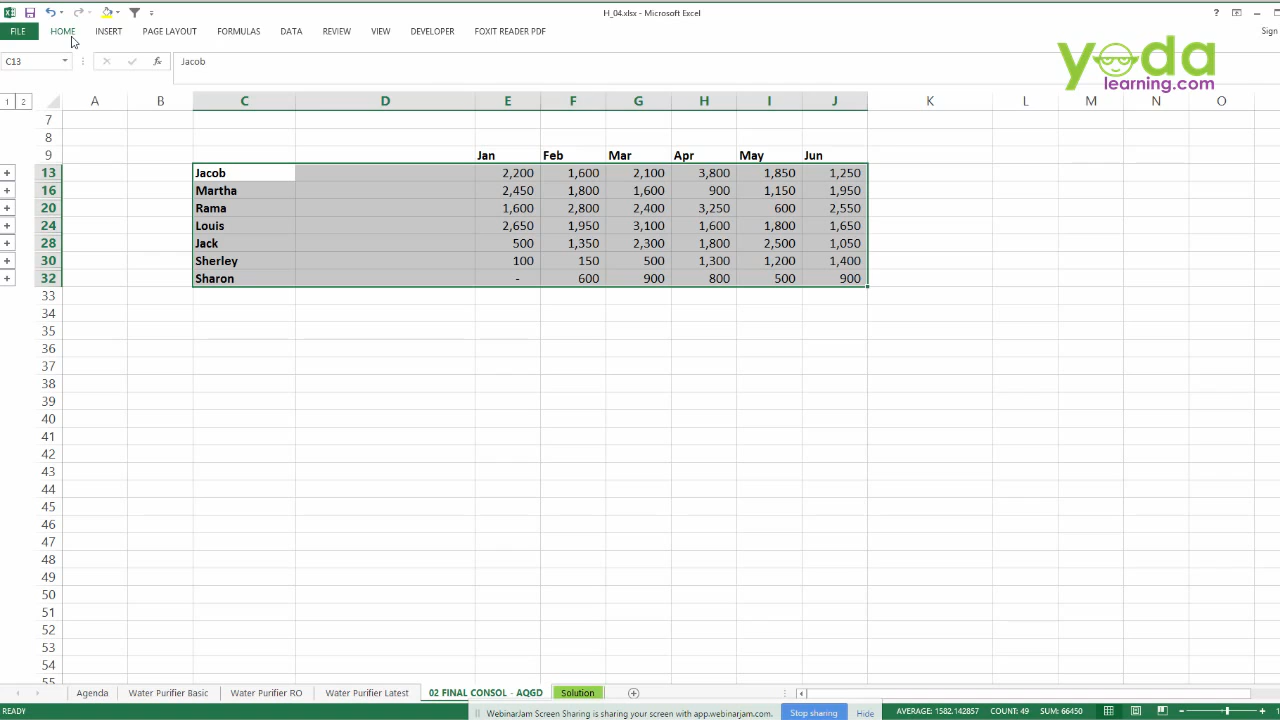 H_04.xlsx - Microsoft Excel
?
FILE HOME INSERT PAGE LAYOUT FORMULAS DATA REVIEW VIEW DEVELOPER FOXIT READER PDF Sign
yoda
learning.com
C13 fx Jacob
1 2 A B C D E F G H I J K L M N O
7
8
9 Jan Feb Mar Apr May Jun
13 Jacob 2,200 1,600 2,100 3,800 1,850 1,250
16 Martha 2,450 1,800 1,600 900 1,150 1,950
20 Rama 1,600 2,800 2,400 3,250 600 2,550
24 Louis 2,650 1,950 3,100 1,600 1,800 1,650
28 Jack 500 1,350 2,300 1,800 2,500 1,050
30 Sherley 100 150 500 1,300 1,200 1,400
32 Sharon - 600 900 800 500 900
33
34
35
36
37
38
39
40
41
42
43
44
45
46
47
48
49
50
51
52
53
54
55
Agenda Water Purifier Basic Water Purifier RO Water Purifier Latest 02 FINAL CONSOL - AQGD Solution
READY WebinarJam Screen Sharing is sharing your screen with app.webinarjam.com. Stop sharing Hide AVERAGE: 1582.142857 COUNT: 49 SUM: 66450